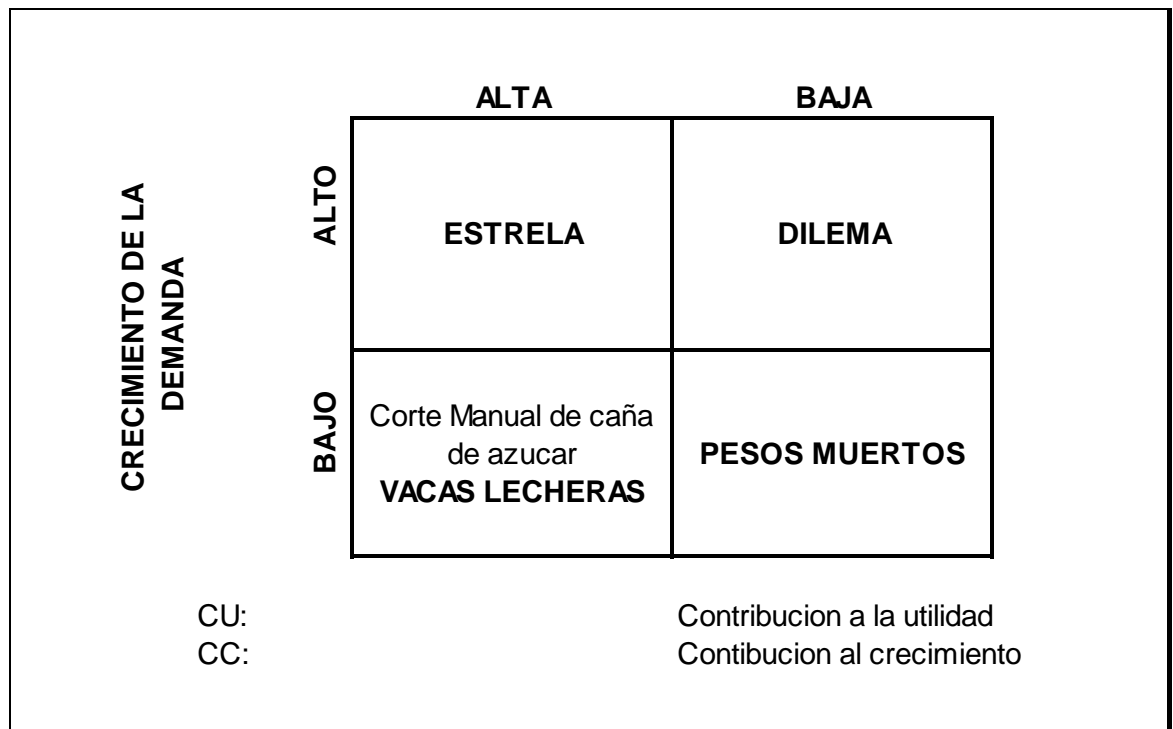 ALTA BAJA
CRECIMIENTO DE LA
DEMANDA
ALTO
ESTRELA
DILEMA
BAJO
Corte Manual de caña
de azucar
VACAS LECHERAS
PESOS MUERTOS
CU: Contribucion a la utilidad
CC: Contibucion al crecimiento